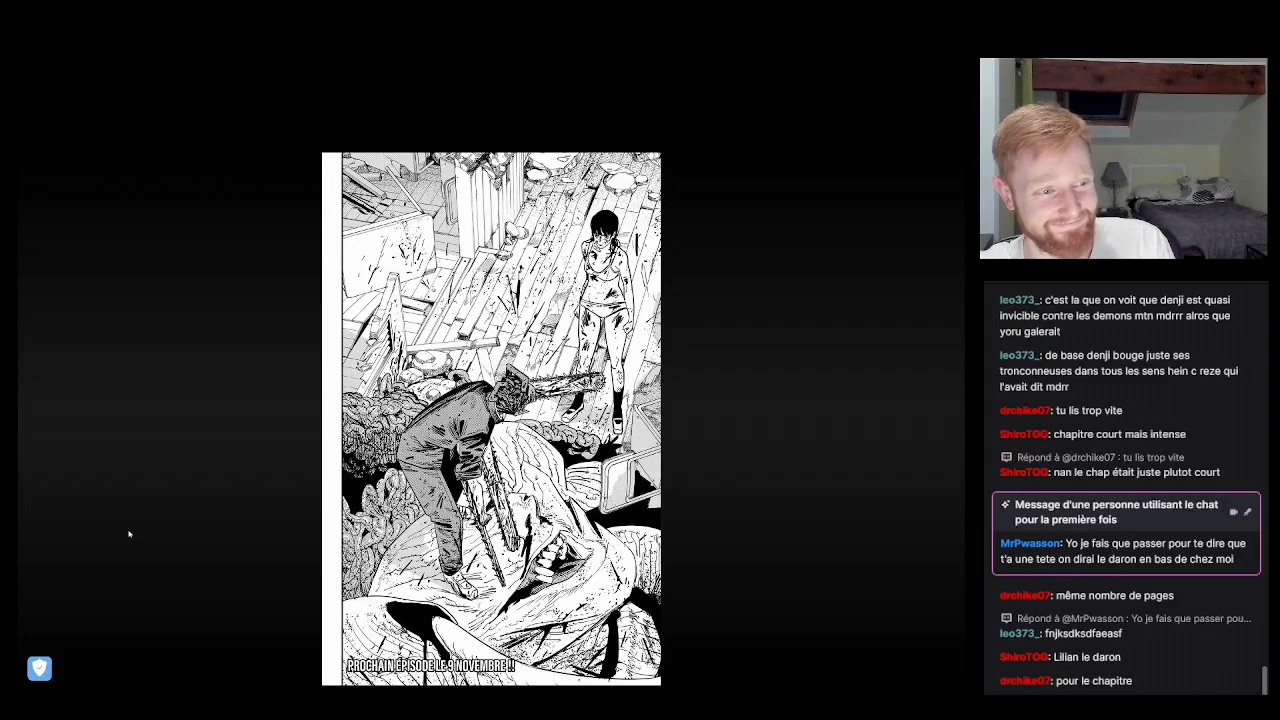 PROCHAIN ÉPISODE LE 9 NOVEMBRE !!
leo373_: c'est la que on voit que denji est quasi
invicible contre les demons mtn mdrrr alros que
yoru galerait
leo373_: de base denji bouge juste ses
tronconneuses dans tous les sens hein c reze qui
l'avait dit mdrr
drchike07: tu lis trop vite
ShiroTOG: chapitre court mais intense
Répond à @drchike07 : tu lis trop vite
ShiroTOG: nan le chap était juste plutot court
Message d'une personne utilisant le chat
pour la première fois
MrPwasson: Yo je fais que passer pour te dire que
t'a une tete on dirai le daron en bas de chez moi
drchike07: même nombre de pages
Répond à @MrPwasson : Yo je fais que passer pou...
leo373_: fnjksdksdfaeasf
ShiroTOG: Lilian le daron
drchike07: pour le chapitre